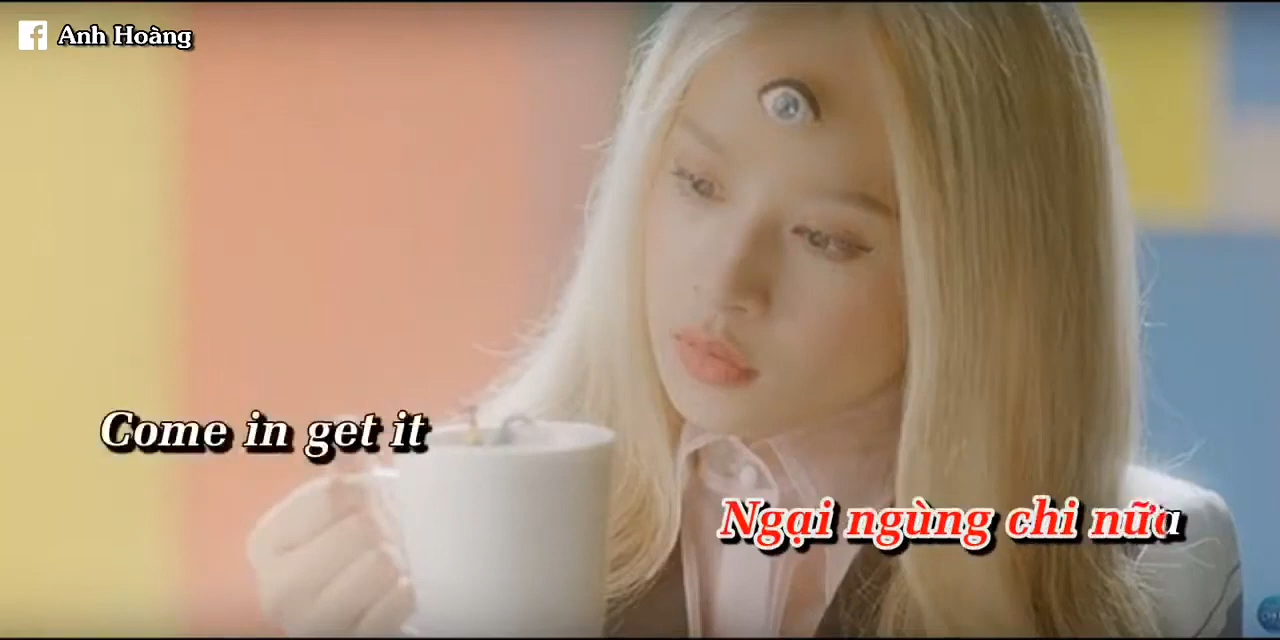 Anh Hoàng
Come in get it
Ngại ngùng chi nữa